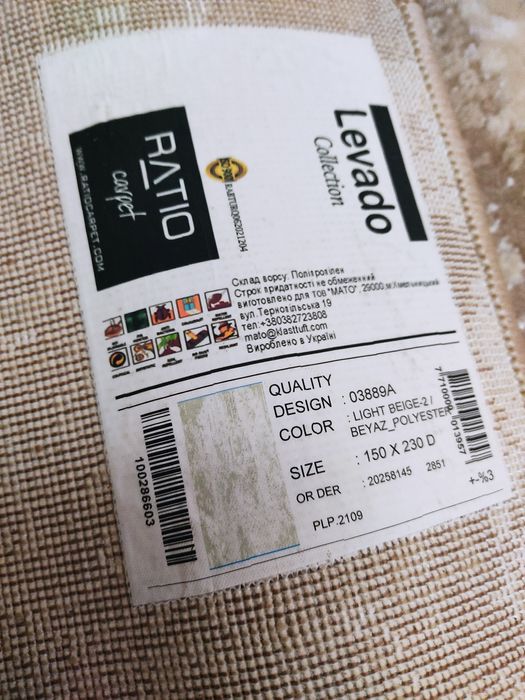 Levado
Collection
RATIO
carpet
WWW.RATIOCARPET.COM
Склад ворсу. Поліпропілен
Строк придатності не обмежений
виготовлено для тов "МАТО", 29000,м.Хмельницький
вул.Тернопільська 19
тел:+380382723808
mato@klasttuft.com
Вироблено в Україні
QUALITY
DESIGN : 03889A
COLOR : LIGHT BEIGE-2 /
BEYAZ_POLYESTER
SIZE : 150 X 230 D
OR DER : 20258145 2851
PLP.2109
+-%3
100286603